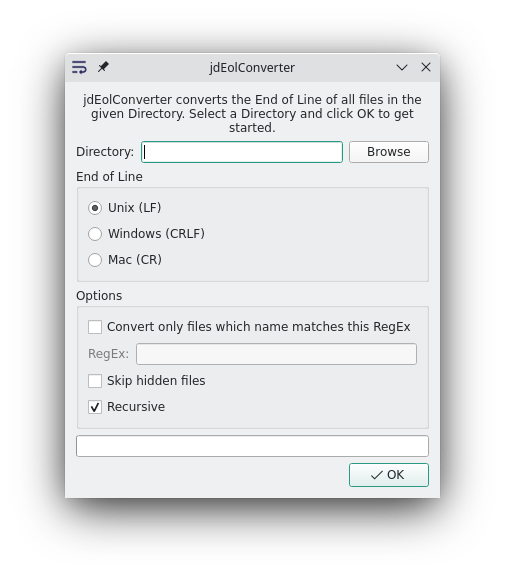 jdEolConverter
jdEolConverter converts the End of Line of all files in the
given Directory. Select a Directory and click OK to get
started.
Directory:
Browse
End of Line
Unix (LF)
Windows (CRLF)
Mac (CR)
Options
Convert only files which name matches this RegEx
RegEx:
Skip hidden files
Recursive
OK